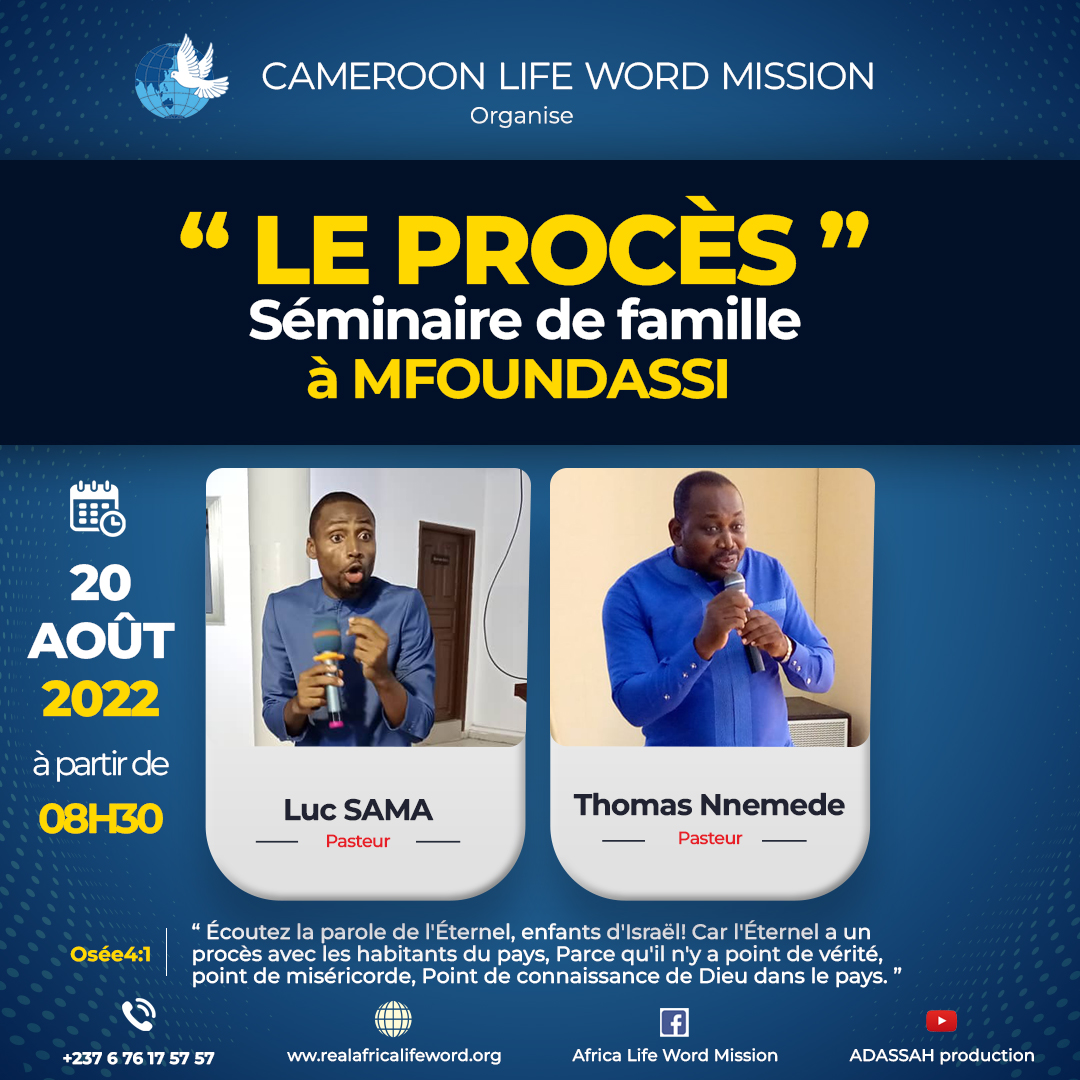 CAMEROON LIFE WORD MISSION
Organise
“ LE PROCÈS ”
Séminaire de famille
à MFOUNDASSI
20
AOÛT
2022
à partir de
08H30
Luc SAMA
Pasteur
Thomas Nnemede
Pasteur
Osée4:1
“ Écoutez la parole de l'Éternel, enfants d'Israël! Car l'Éternel a un
procès avec les habitants du pays, Parce qu'il n'y a point de vérité,
point de miséricorde, Point de connaissance de Dieu dans le pays. ”
+237 6 76 17 57 57
www.realafricalifeword.org
Africa Life Word Mission
ADASSAH production